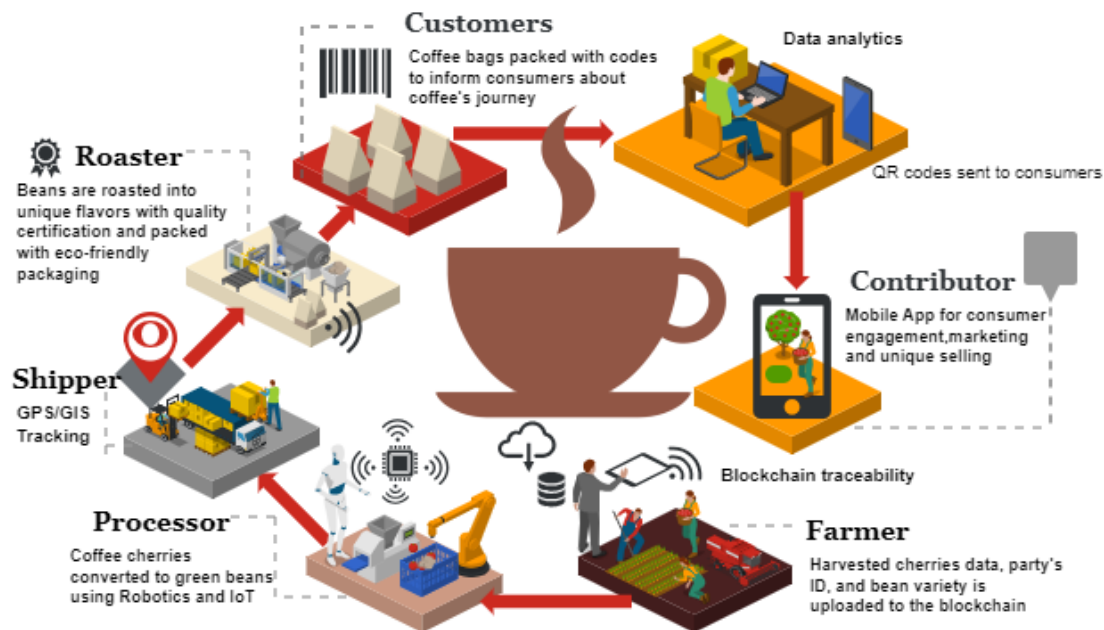 Customers
Coffee bags packed with codes
to inform consumers about
coffee's journey
Data analytics
QR codes sent to consumers
Roaster
Beans are roasted into
unique flavors with quality
certification and packed
with eco-friendly
packaging
Contributor
Mobile App for consumer
engagement,marketing
and unique selling
Shipper
GPS/GIS
Tracking
Blockchain traceability
Processor
Coffee cherries
converted to green beans
using Robotics and IoT
Farmer
Harvested cherries data, party's
ID, and bean variety is
uploaded to the blockchain